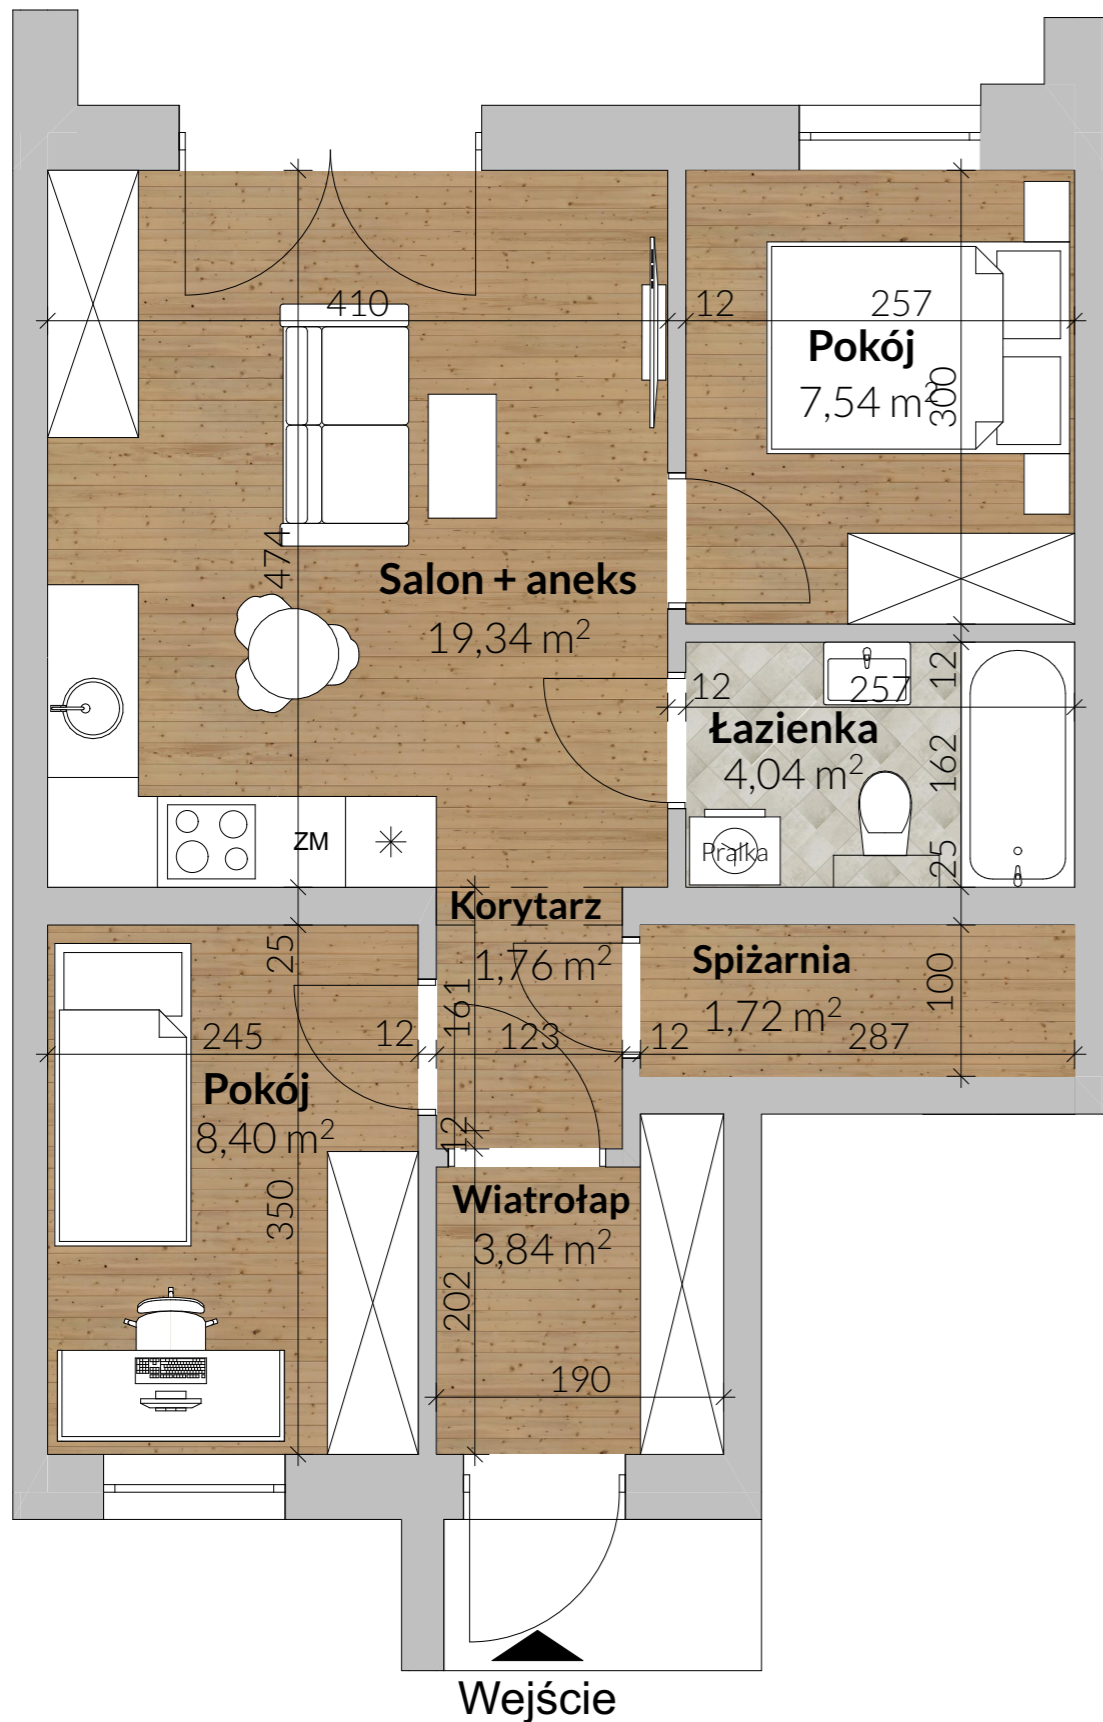 410
12
257
Pokój
7,54 m²
300
474
Salon + aneks
19,34 m²
12
12
257
Łazienka
4,04 m²
162
ZM
Pralka
25
Korytarz
1,76 m²
25
161
Spiżarnia
1,72 m²
100
245
12
123
12
287
Pokój
8,40 m²
12
350
Wiatrołap
3,84 m²
202
190
Wejście